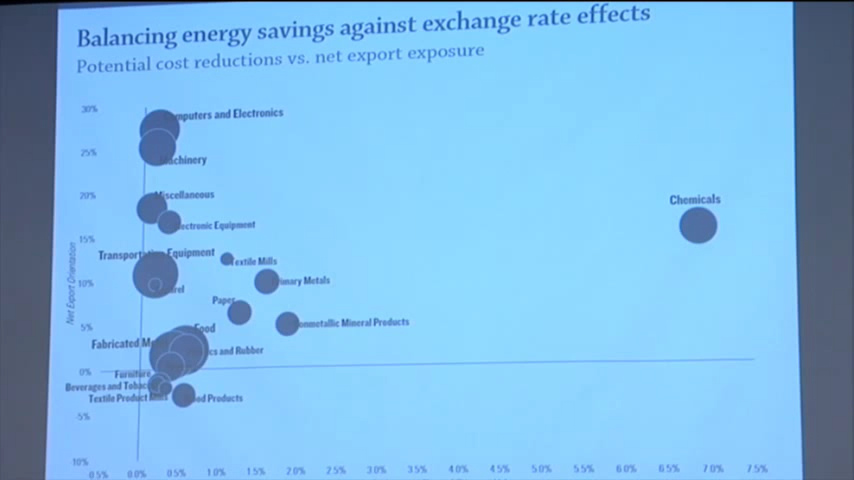 Balancing energy savings against exchange rate effects
Potential cost reductions vs. net export exposure
30%
25%
20%
15%
10%
5%
0%
5%
10%
Net Export Orientation
Computers and Electronics
Machinery
Miscellaneous
Electronic Equipment
Transportation Equipment
Textile Mills
Primary Metals
Paper
Nonmetallic Mineral Products
Food
Fabricated
and Rubber
Furniture
Beverages and Tobacco
Textile Product Mills
Products
Chemicals
0.5% 0.0% 0.5% 1.0% 1.5% 2.0% 2.5% 3.0% 3.5% 4.0% 4.5% 5.0% 5.5% 6.0% 6.5% 7.0% 7.5%